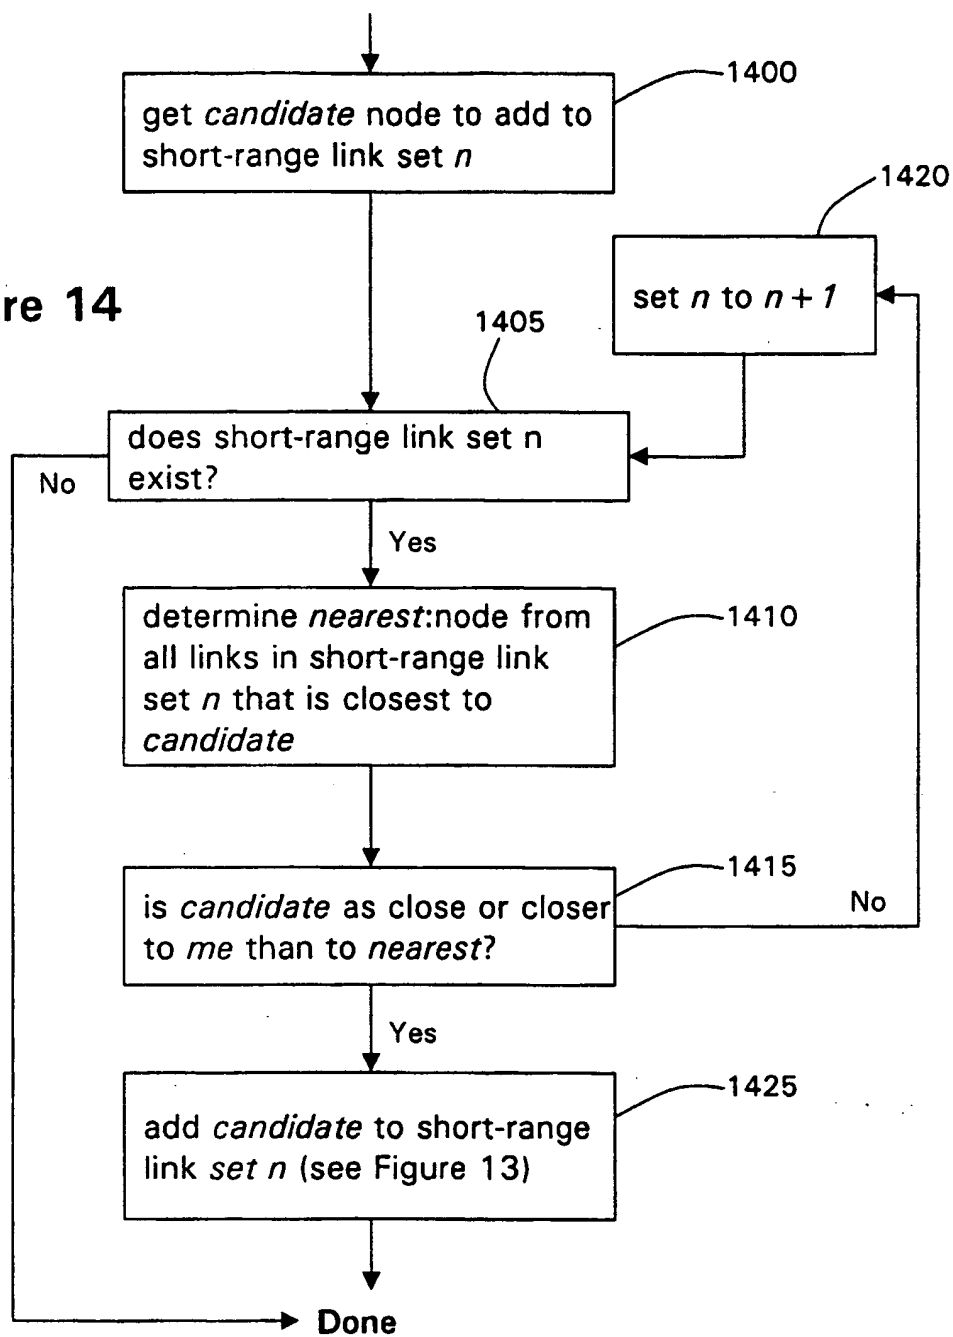 1400
get candidate node to add to
short-range link set n
1420
set n to n + 1
re 14
1405
does short-range link set n
exist?
No
Yes
determine nearest:node from
all links in short-range link
set n that is closest to
candidate
1410
1415
is candidate as close or closer
to me than to nearest?
No
Yes
1425
add candidate to short-range
link set n (see Figure 13)
Done